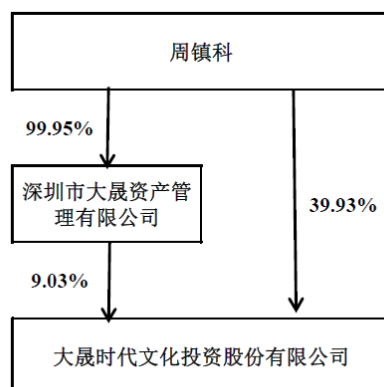 周镇科
99.95%
深圳市大晟资产管
理有限公司
39.93%
9.03%
大晟时代文化投资股份有限公司